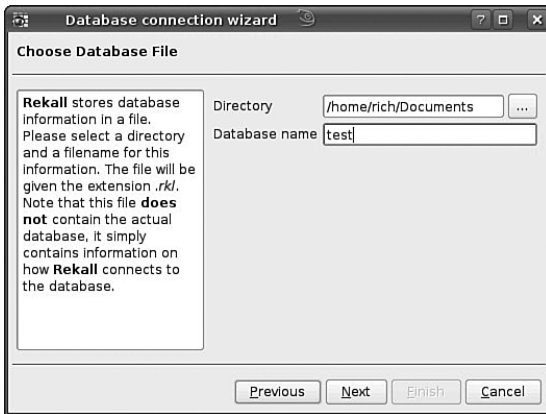 Database connection wizard
?
Choose Database File
Rekall stores database
information in a file.
Please select a directory
and a filename for this
information. The file will be
given the extension .rkl.
Note that this file does
not contain the actual
database, it simply
contains information on
how Rekall connects to
the database.
Directory /home/rich/Documents ...
Database name test
Previous Next Finish Cancel